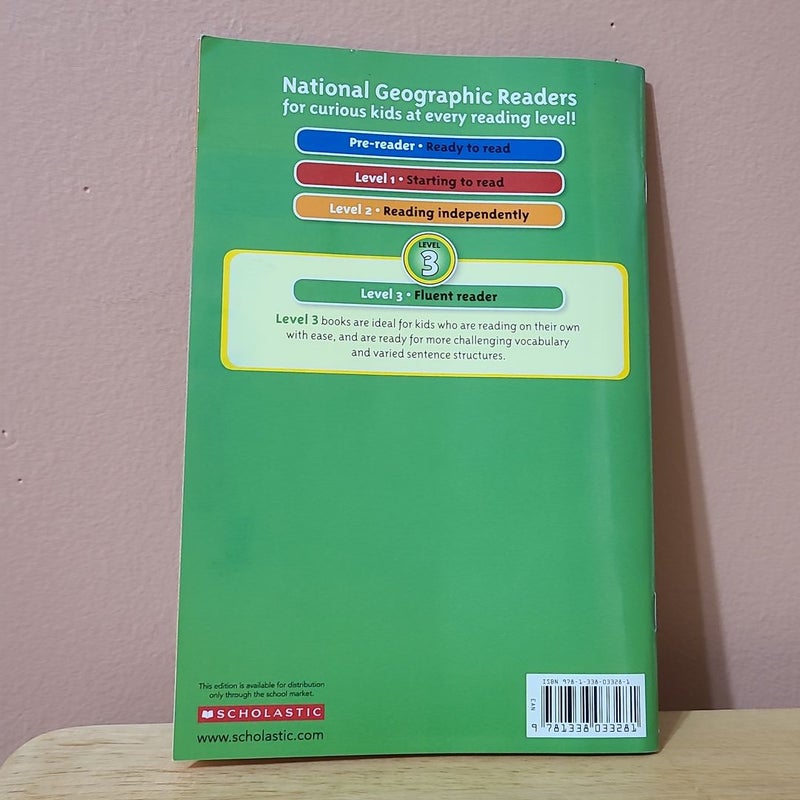 National Geographic Readers
for curious kids at every reading level!
Pre-reader • Ready to read
Level 1 • Starting to read
Level 2 • Reading independently
LEVEL
3
Level 3 • Fluent reader
Level 3 books are ideal for kids who are reading on their own
with ease, and are ready for more challenging vocabulary
and varied sentence structures.
This edition is available for distribution
only through the school market.
SCHOLASTIC
www.scholastic.com
ISBN 978-1-338-03328-1
EAN
9 781338 033281